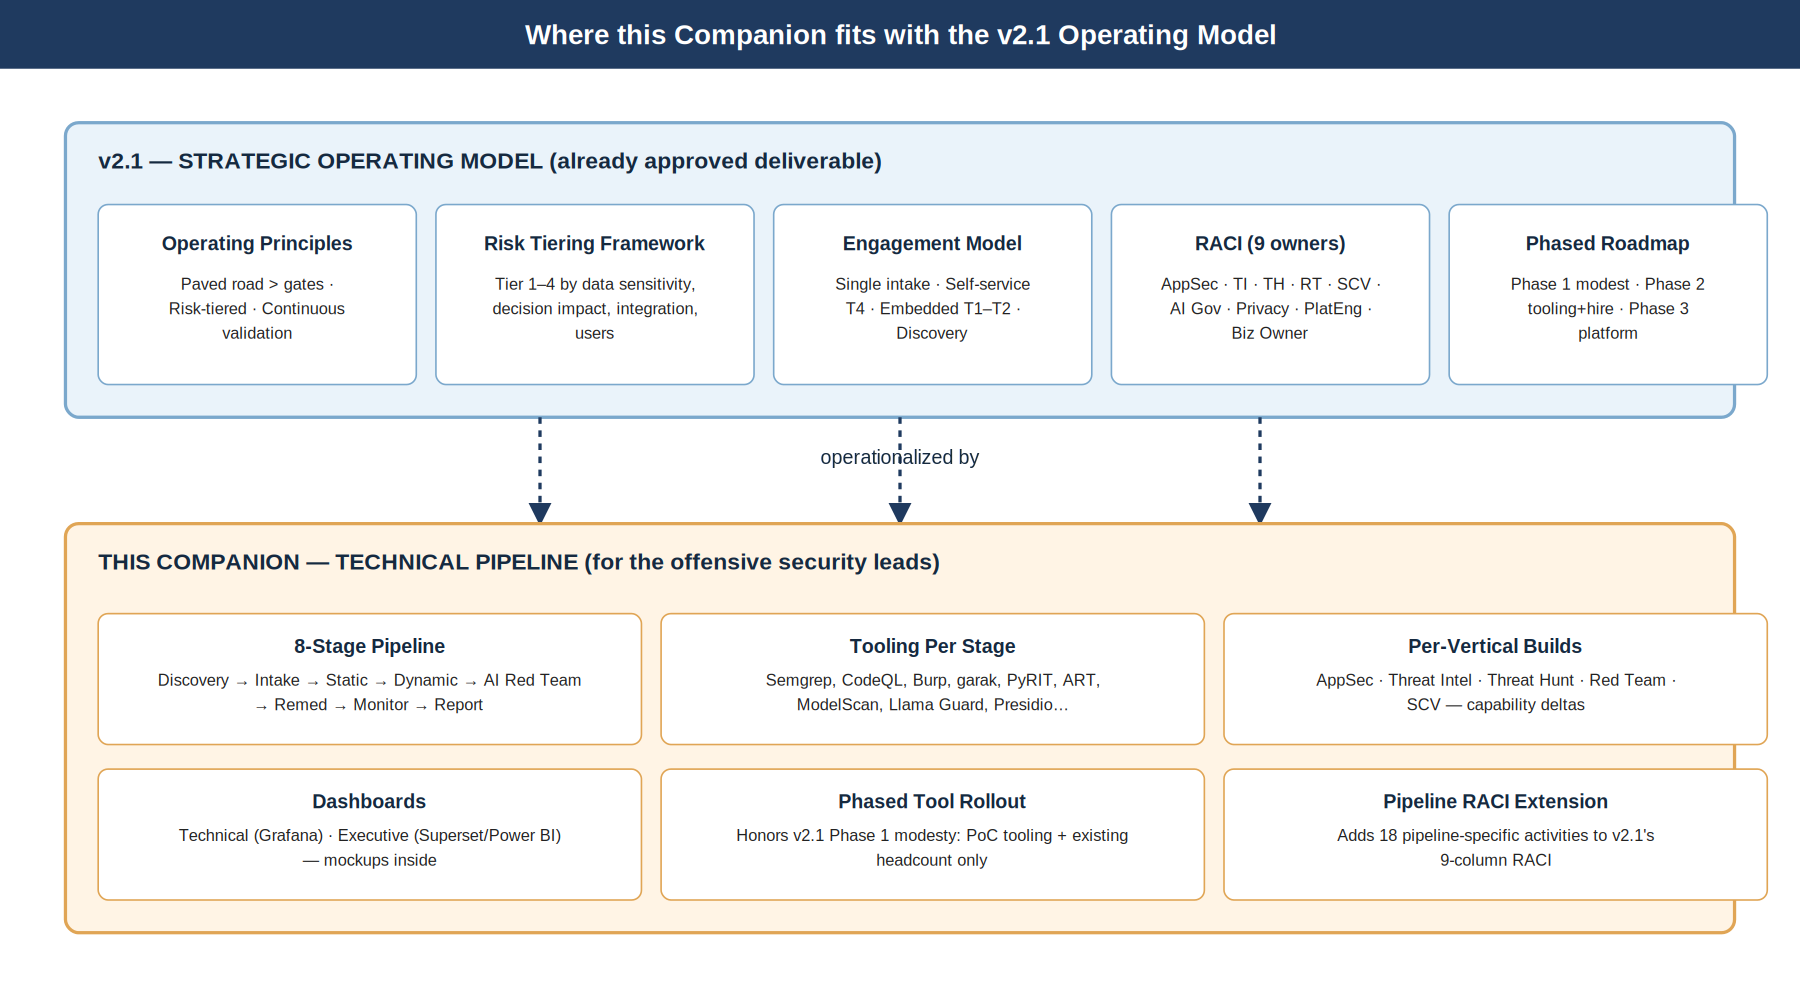 Where this Companion fits with the v2.1 Operating Model
v2.1 — STRATEGIC OPERATING MODEL (already approved deliverable)
Operating Principles
Paved road > gates ·
Risk-tiered · Continuous
validation
Risk Tiering Framework
Tier 1–4 by data sensitivity,
decision impact, integration,
users
Engagement Model
Single intake · Self-service
T4 · Embedded T1–T2 ·
Discovery
RACI (9 owners)
AppSec · TI · TH · RT · SCV ·
AI Gov · Privacy · PlatEng ·
Biz Owner
Phased Roadmap
Phase 1 modest · Phase 2
tooling+hire · Phase 3
platform
operationalized by
THIS COMPANION — TECHNICAL PIPELINE (for the offensive security leads)
8-Stage Pipeline
Discovery → Intake → Static → Dynamic → AI Red Team
→ Remed → Monitor → Report
Tooling Per Stage
Semgrep, CodeQL, Burp, garak, PyRIT, ART,
ModelScan, Llama Guard, Presidio…
Per-Vertical Builds
AppSec · Threat Intel · Threat Hunt · Red Team ·
SCV — capability deltas
Dashboards
Technical (Grafana) · Executive (Superset/Power BI)
— mockups inside
Phased Tool Rollout
Honors v2.1 Phase 1 modesty: PoC tooling + existing
headcount only
Pipeline RACI Extension
Adds 18 pipeline-specific activities to v2.1's
9-column RACI